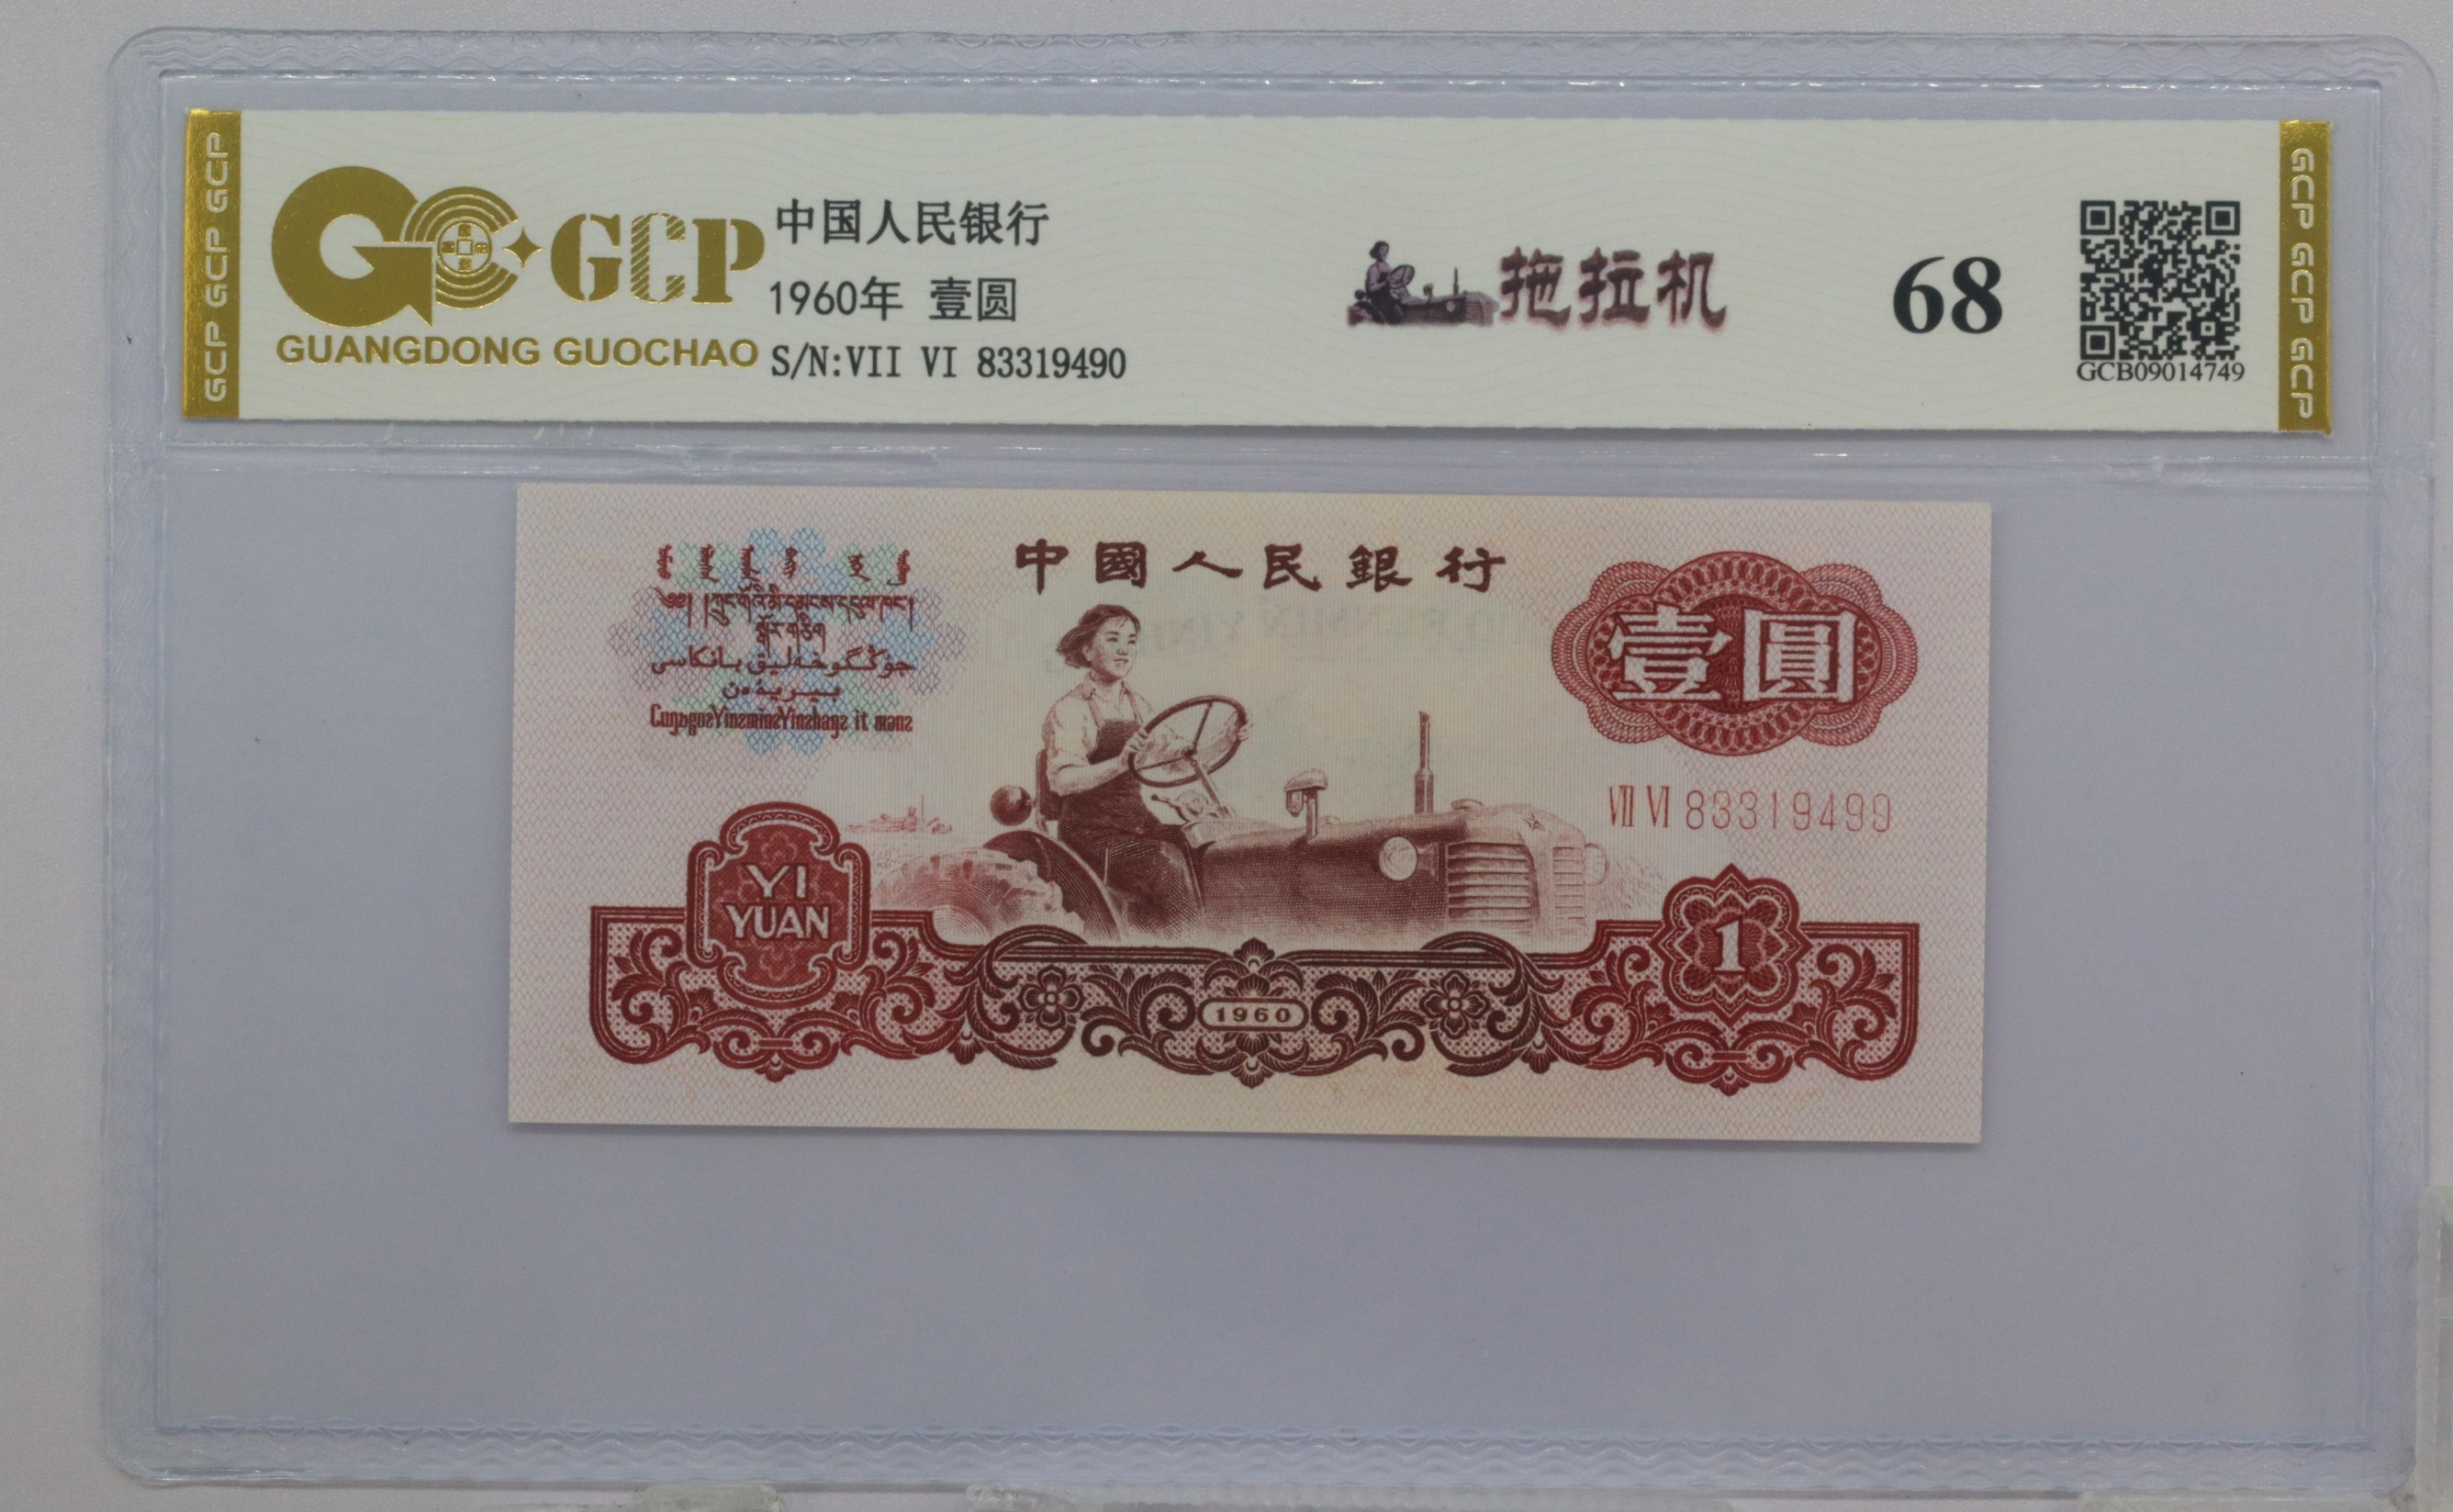 GCP GCP GCP
GCP
GUANGDONG GUOCHAO
中国人民银行
1960年 壹圆
S/N:VII VI 83319490
拖拉机
68
GCB09014749
GCP GCP GCP
中國人民銀行
壹圓
VII VI 83319499
YI
YUAN
1960
1